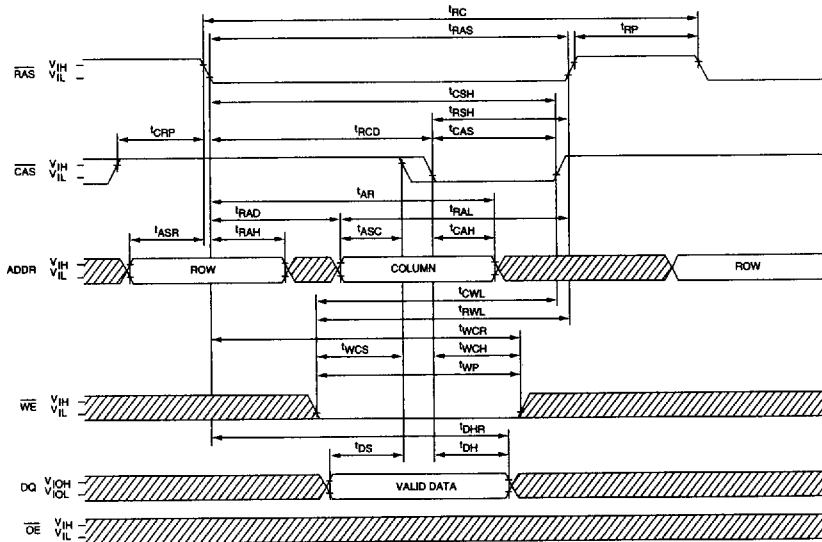 tRC
tRAS
tRP
RAS VIH
VIL
tCSH
tRSH
tCRP
tRCD
tCAS
CAS VIH
VIL
tAR
tRAD
tRAL
tASR
tRAH
tASC
tCAH
ADDR VIH
VIL
ROW
COLUMN
ROW
tCWL
tRWL
tWCR
tWCS
tWCH
tWP
WE VIH
VIL
tDHR
tDS
tDH
DQ VIOH
VIOL
VALID DATA
OE VIH
VIL